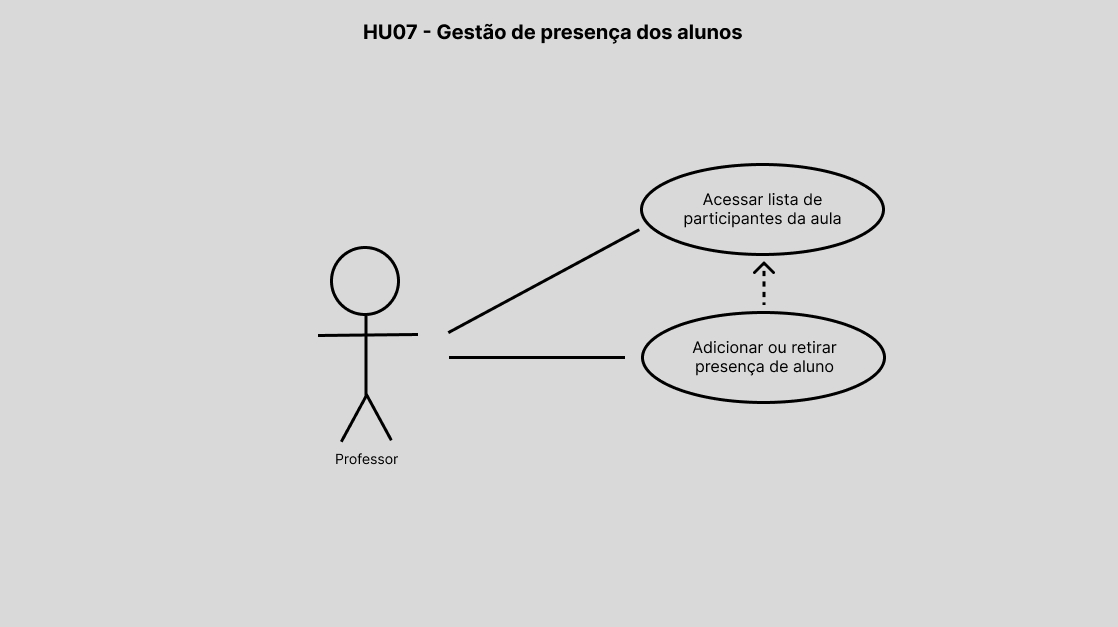 HU07 - Gestão de presença dos alunos
Acessar lista de
participantes da aula
Adicionar ou retirar
presença de aluno
Professor